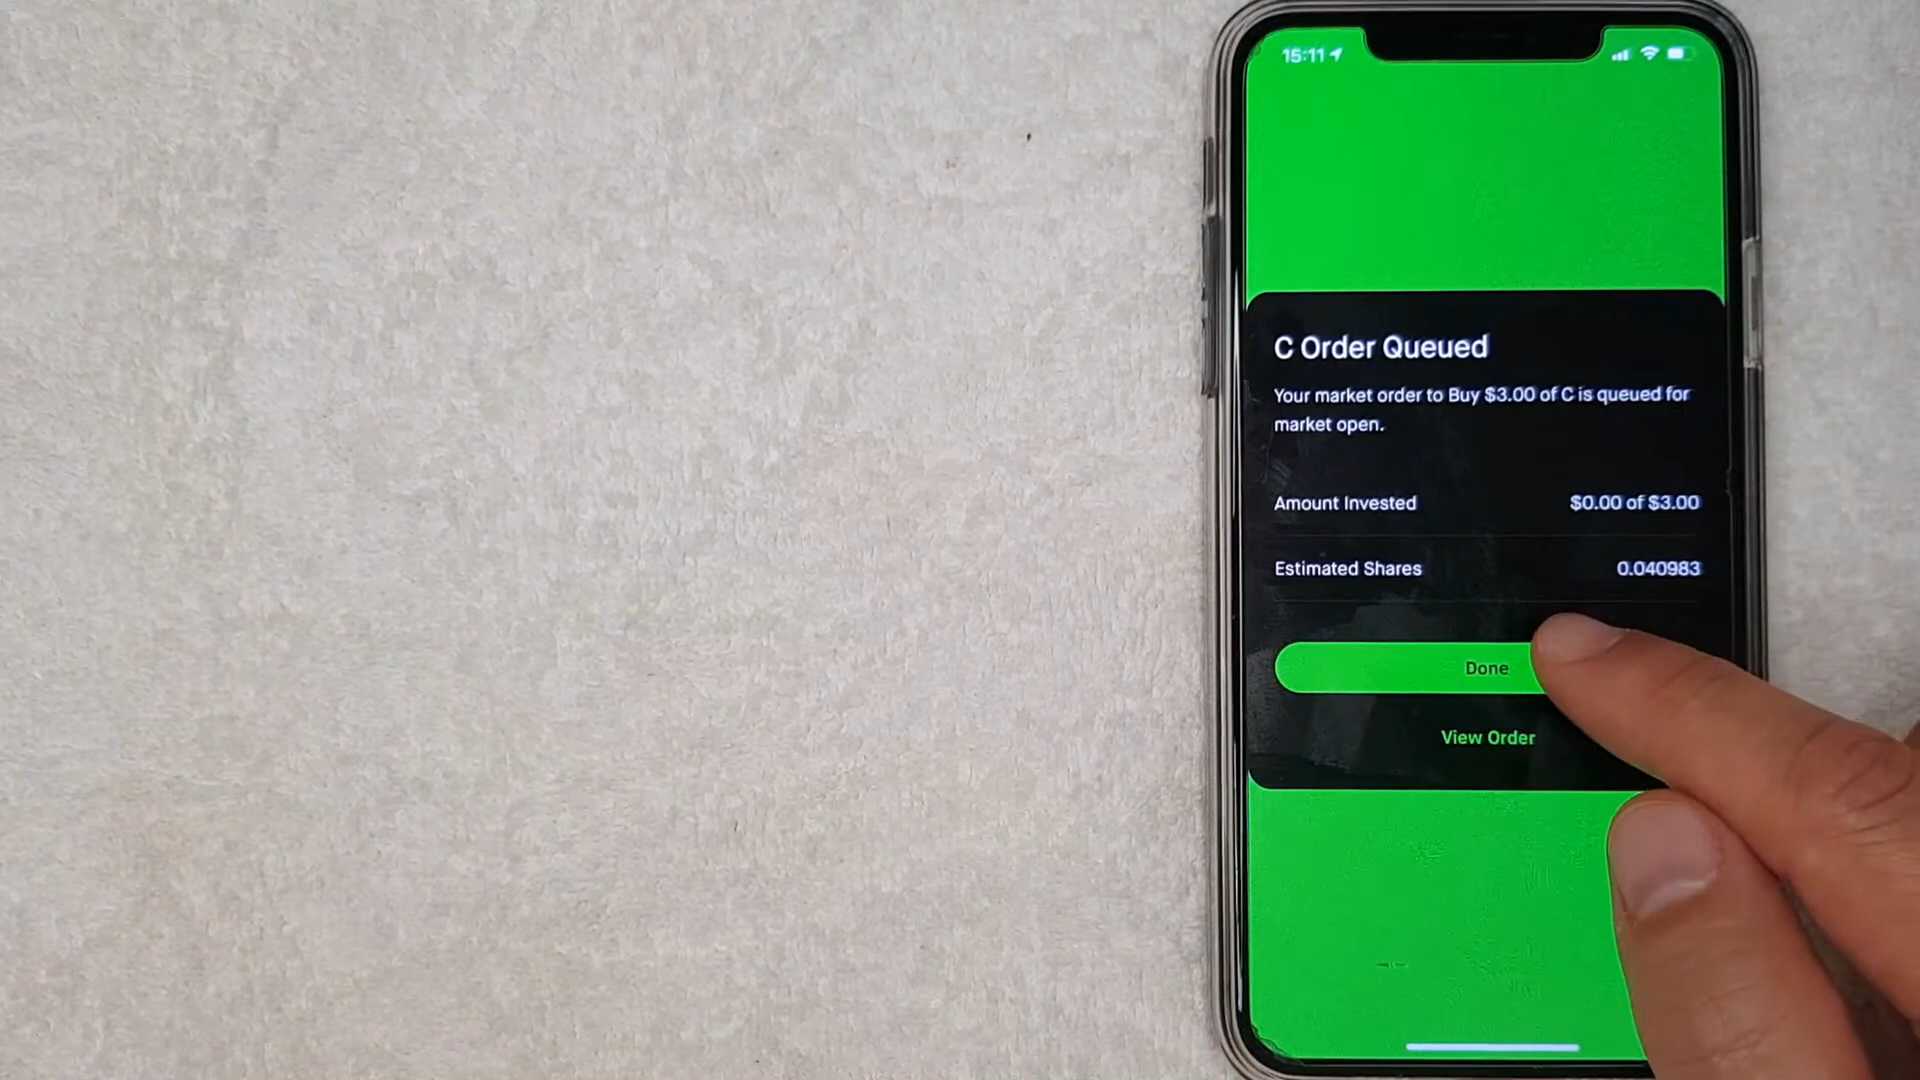 15:11
C Order Queued
Your market order to Buy $3.00 of C is queued for
market open.
Amount Invested $0.00 of $3.00
Estimated Shares 0.040983
Done
View Order